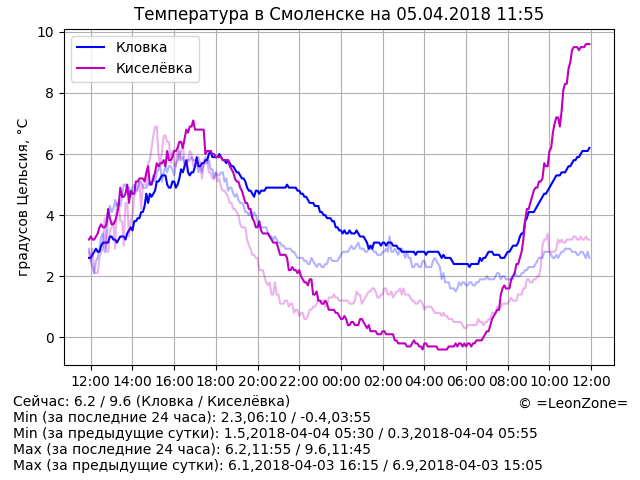 Температура в Смоленске на 05.04.2018 11:55
Кловка
Киселёвка
градусов Цельсия, °C
10
8
6
4
2
0
12:00 14:00 16:00 18:00 20:00 22:00 00:00 02:00 04:00 06:00 08:00 10:00 12:00
Сейчас: 6.2 / 9.6 (Кловка / Киселёвка)
© =LeonZone=
Min (за последние 24 часа): 2.3,06:10 / -0.4,03:55
Min (за предыдущие сутки): 1.5,2018-04-04 05:30 / 0.3,2018-04-04 05:55
Max (за последние 24 часа): 6.2,11:55 / 9.6,11:45
Max (за предыдущие сутки): 6.1,2018-04-03 16:15 / 6.9,2018-04-03 15:05